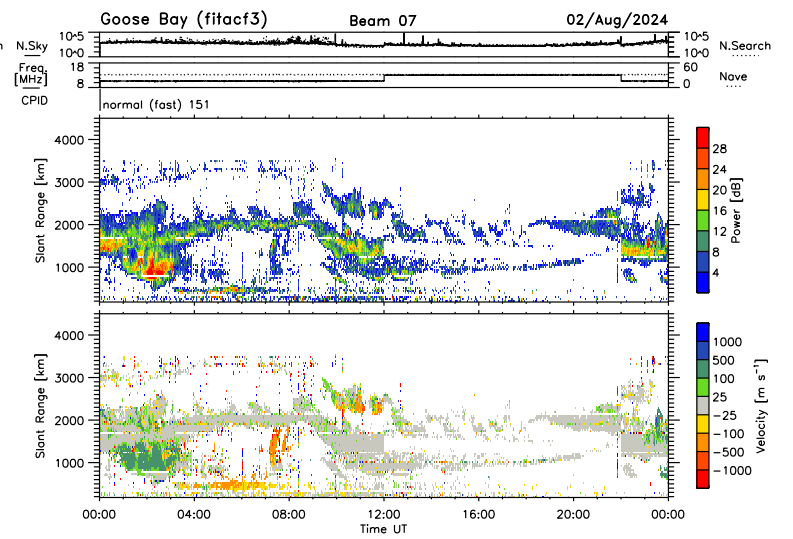 Goose Bay (fitacf3) Beam 07 02/Aug/2024
n N.Sky 10^5 10^5 N.Search
10^0 10^0
Freq. 18 60 Nave
[MHz] 8 0
CPID normal (fast) 151
4000
3000
2000
1000
Slant Range [km]
28
24
20
16
12
8
4
Power [dB]
4000
3000
2000
1000
Slant Range [km]
1000
500
100
25
-25
-100
-500
-1000
Velocity [m s⁻¹]
00:00 04:00 08:00 12:00 16:00 20:00 00:00
Time UT